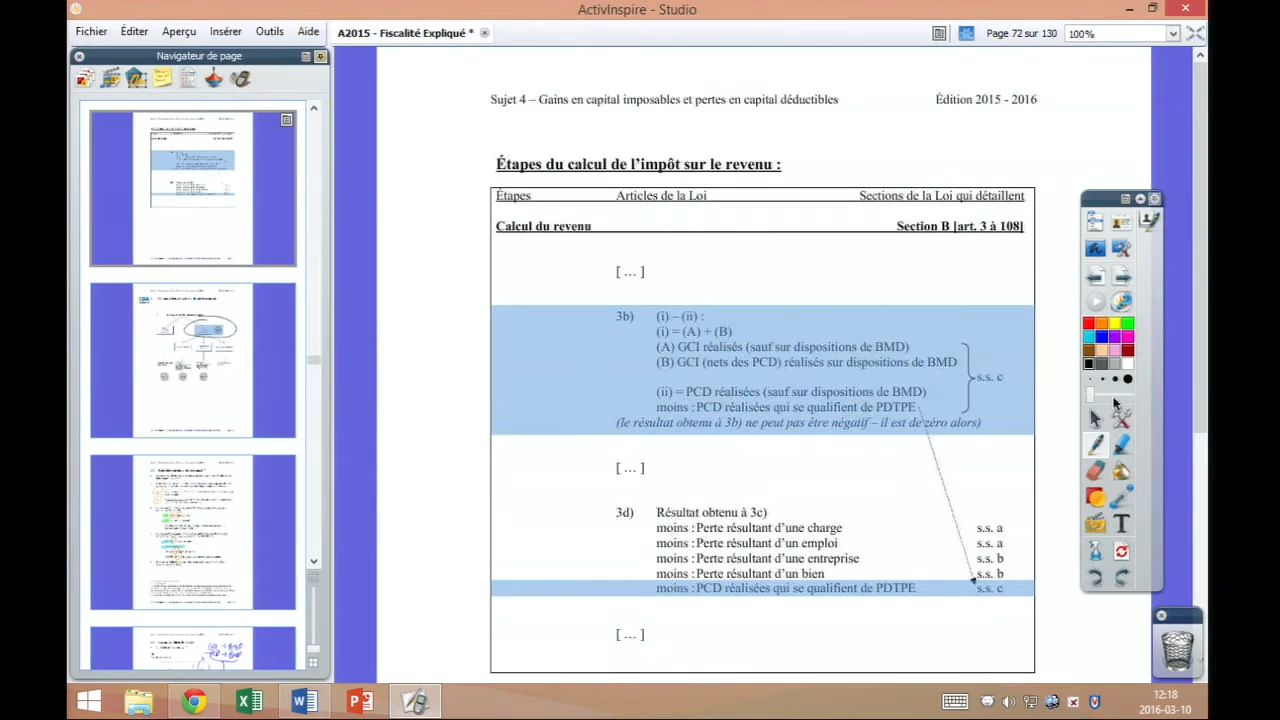 ActivInspire - Studio
Fichier Éditer Aperçu Insérer Outils Aide
A2015 - Fiscalité Expliqué *
Page 72 sur 130
100%
Navigateur de page
Sujet 4 – Gains en capital imposables et pertes en capital déductibles Édition 2015 - 2016
Étapes du calcul de l’impôt sur le revenu :
Étapes Articles de la Loi Sections de la Loi qui détaillent
Calcul du revenu Section B [art. 3 à 108]
[ … ]
3b) (i) – (ii) :
(i) = (A) + (B)
(A) GCI réalisés (sauf sur dispositions de BMD)
(B) GCI (nets des PCD) réalisés sur dispositions de BMD
s.s. c
(ii) = PCD réalisées (sauf sur dispositions de BMD)
moins : PCD réalisées qui se qualifient de PDTPE
(le résultat obtenu à 3b) ne peut pas être négatif – il est de zéro alors)
[ … ]
3d) Résultat obtenu à 3c)
moins : Perte résultant d’une charge s.s. a
moins : Perte résultant d’un emploi s.s. a
moins : Perte résultant d’une entreprise s.s. b
moins : Perte résultant d’un bien s.s. b
moins : PCD réalisées qui se qualifient de PDTPE s.s. c
[ … ]
12:18
2016-03-10